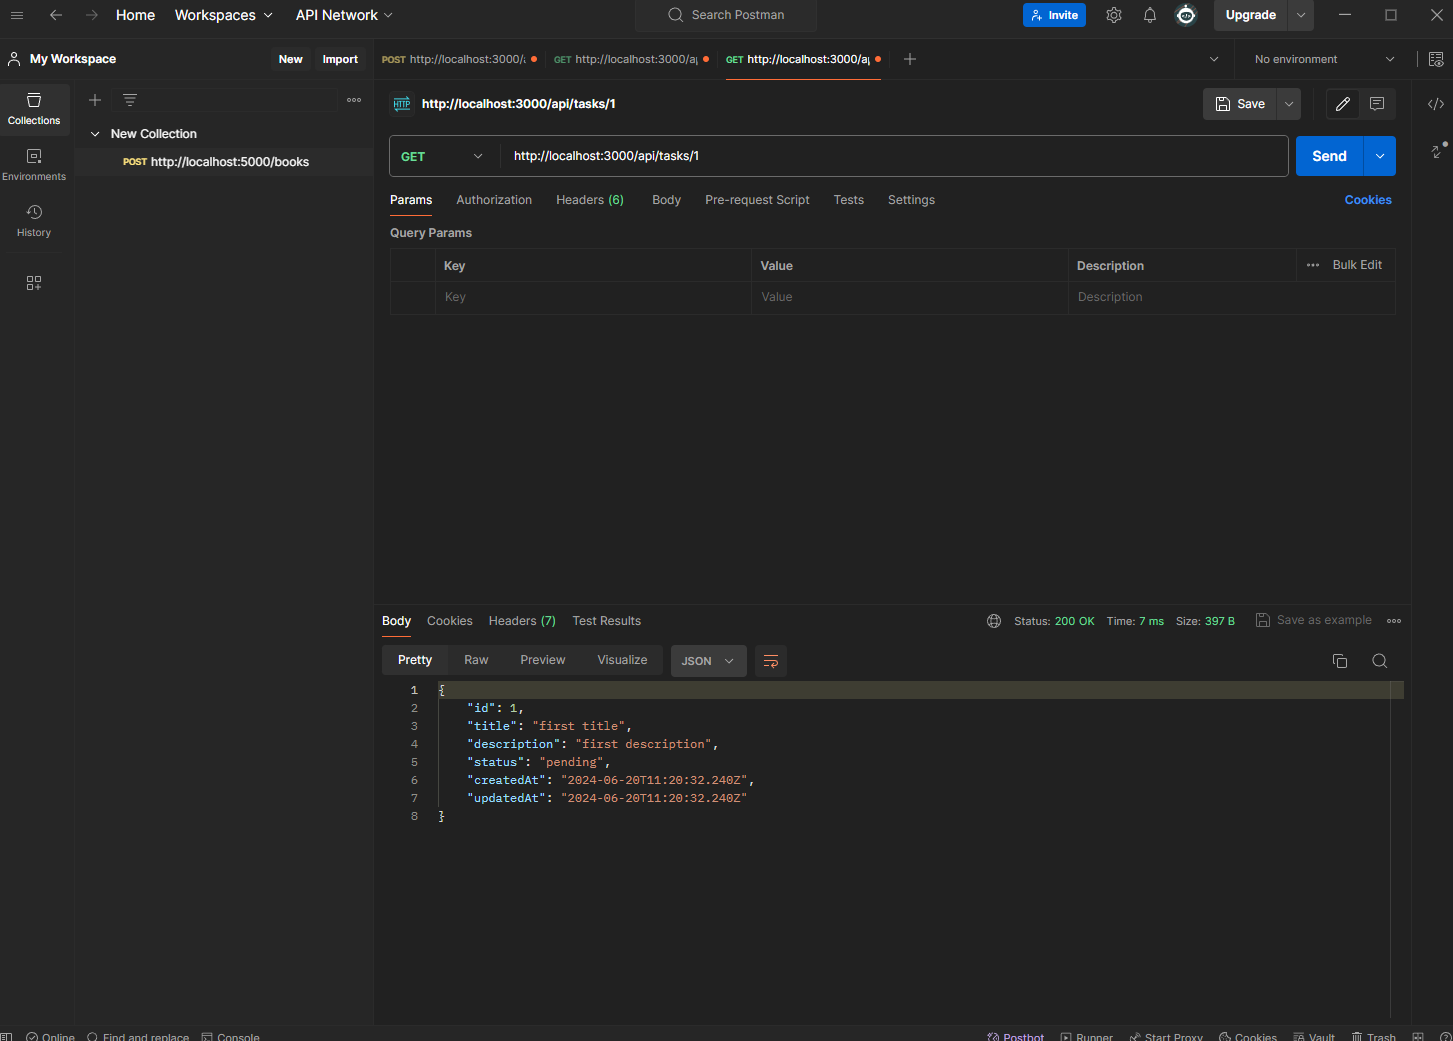 Home Workspaces API Network Search Postman Invite Upgrade
My Workspace New Import POST http://localhost:3000/ GET http://localhost:3000/a GET http://localhost:3000/a No environment
Collections
New Collection
POST http://localhost:5000/books
Environments
History
HTTP http://localhost:3000/api/tasks/1 Save
GET http://localhost:3000/api/tasks/1 Send
Params Authorization Headers (6) Body Pre-request Script Tests Settings Cookies
Query Params
Key Value Description Bulk Edit
Key Value Description
Body Cookies Headers (7) Test Results Status: 200 OK Time: 7 ms Size: 397 B Save as example
Pretty Raw Preview Visualize JSON
1 {
2 "id": 1,
3 "title": "first title",
4 "description": "first description",
5 "status": "pending",
6 "createdAt": "2024-06-20T11:20:32.240Z",
7 "updatedAt": "2024-06-20T11:20:32.240Z"
8 }
Online Find and replace Console Postbot Runner Start Proxy Cookies Vault Trash